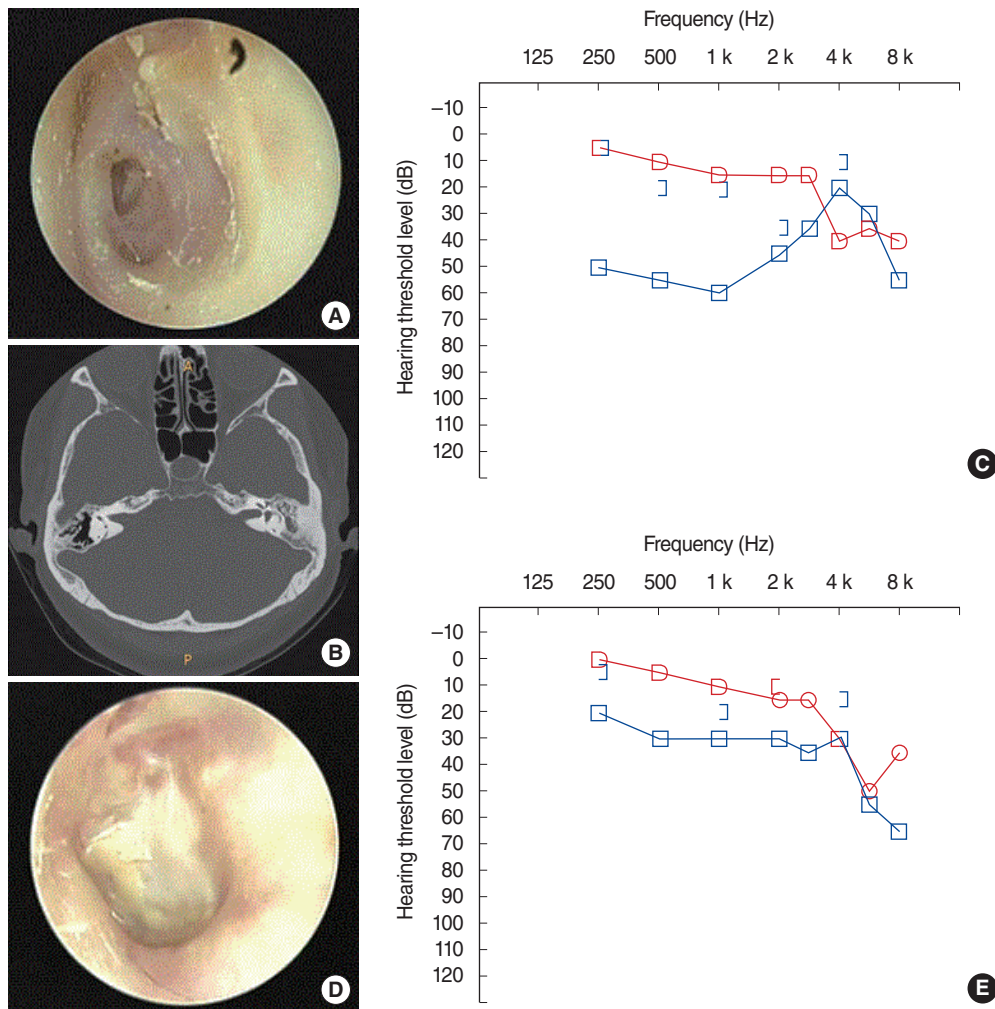 A
A
P
B
D
Frequency (Hz)
125 250 500 1 k 2 k 4 k 8 k
Hearing threshold level (dB)
–10
0
10
20
30
40
50
60
70
80
90
100
110
120
C
Frequency (Hz)
125 250 500 1 k 2 k 4 k 8 k
Hearing threshold level (dB)
–10
0
10
20
30
40
50
60
70
80
90
100
110
120
E